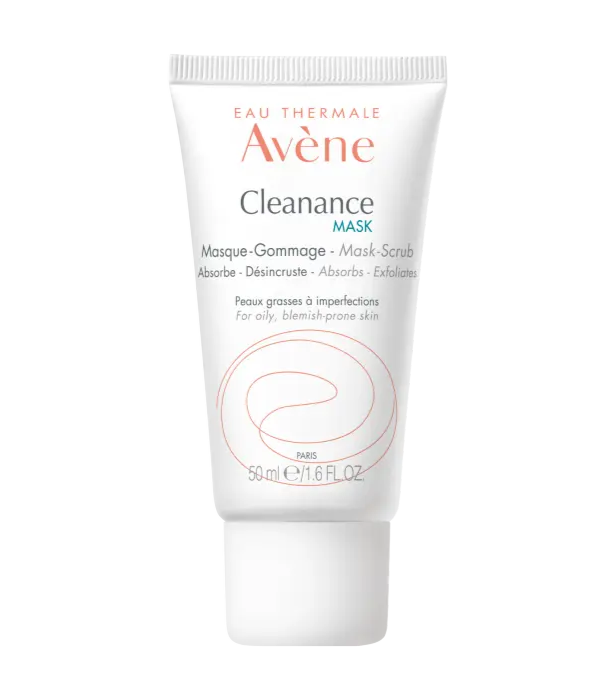 EAU THERMALE
Avène
Cleanance
MASK
Masque-Gommage - Mask-Scrub
Absorbe - Désincruste - Absorbs - Exfoliates
Peaux grasses à imperfections
For oily, blemish-prone skin
PARIS
50 ml ℮/1.6 FL.OZ.